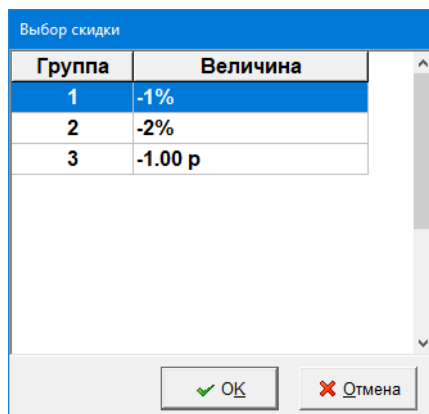 Выбор скидки
Группа Величина
1 -1%
2 -2%
3 -1.00 р
OK Отмена